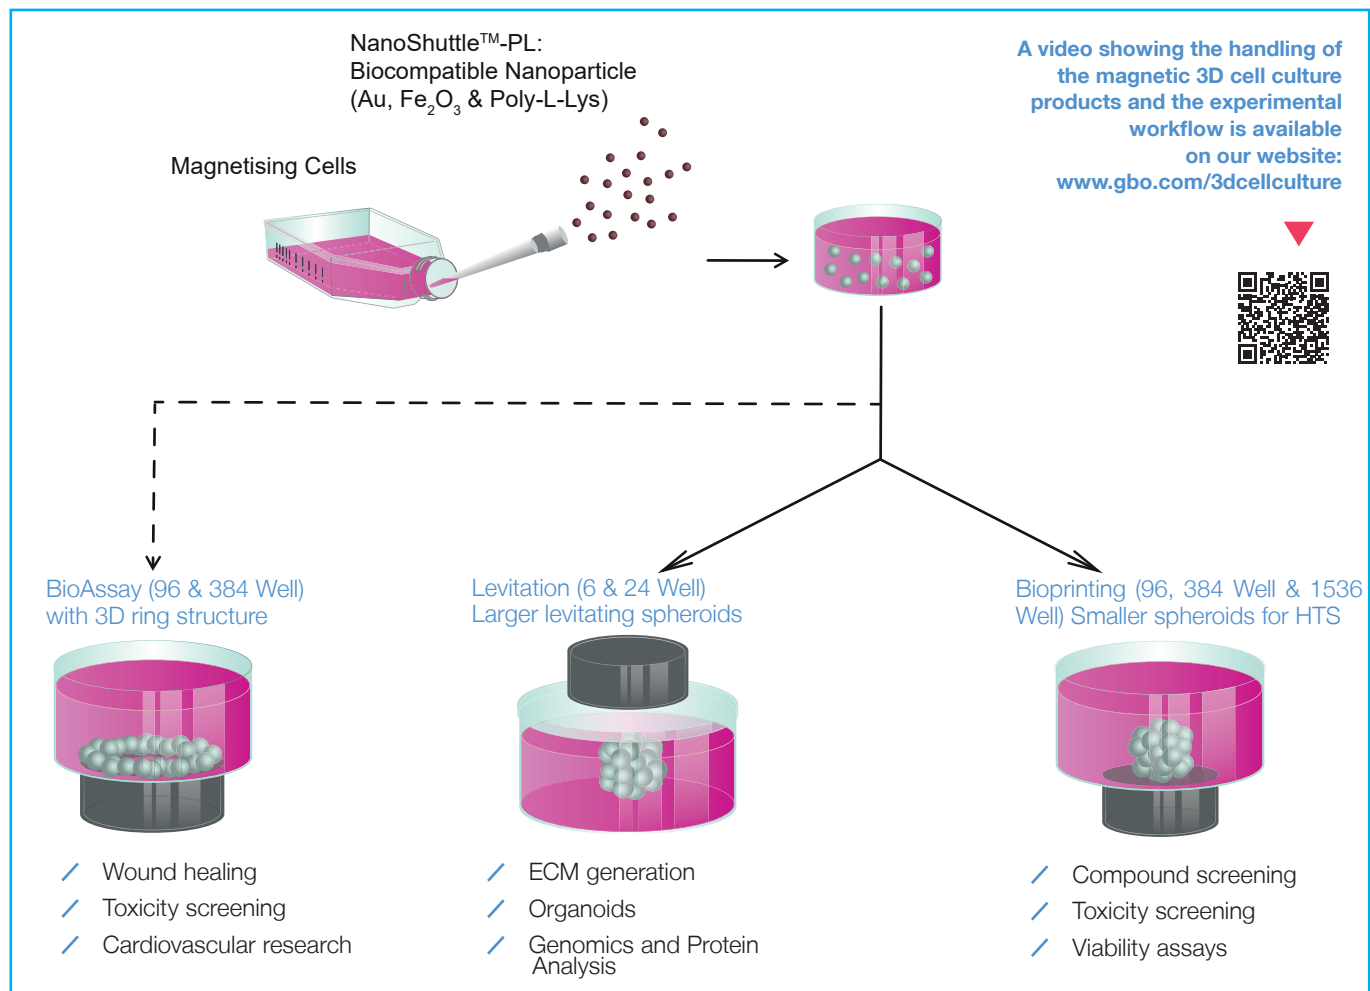 NanoShuttle™-PL:
Biocompatible Nanoparticle
(Au, Fe₂O₃ & Poly-L-Lys)
Magnetising Cells
A video showing the handling of
the magnetic 3D cell culture
products and the experimental
workflow is available
on our website:
www.gbo.com/3dcellculture
BioAssay (96 & 384 Well)
with 3D ring structure
Levitation (6 & 24 Well)
Larger levitating spheroids
Bioprinting (96, 384 Well & 1536
Well) Smaller spheroids for HTS
Wound healing
Toxicity screening
Cardiovascular research
ECM generation
Organoids
Genomics and Protein
Analysis
Compound screening
Toxicity screening
Viability assays